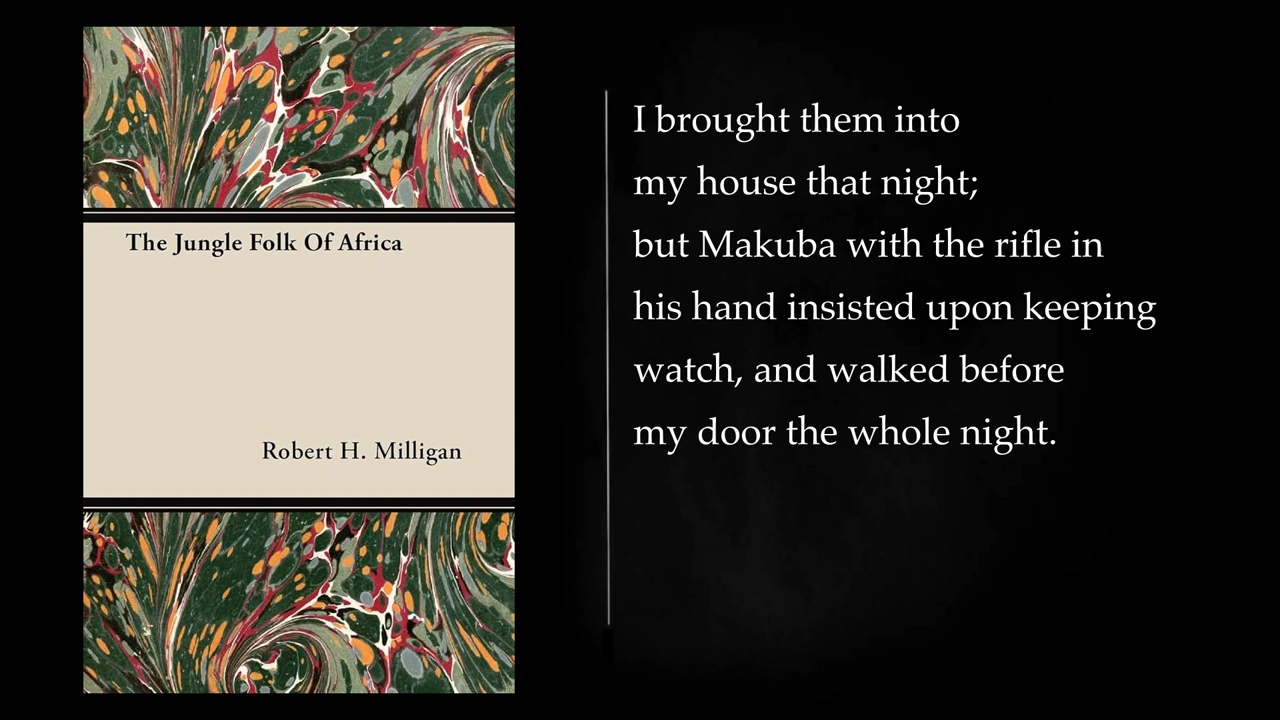 The Jungle Folk Of Africa
Robert H. Milligan
I brought them into
my house that night;
but Makuba with the rifle in
his hand insisted upon keeping
watch, and walked before
my door the whole night.